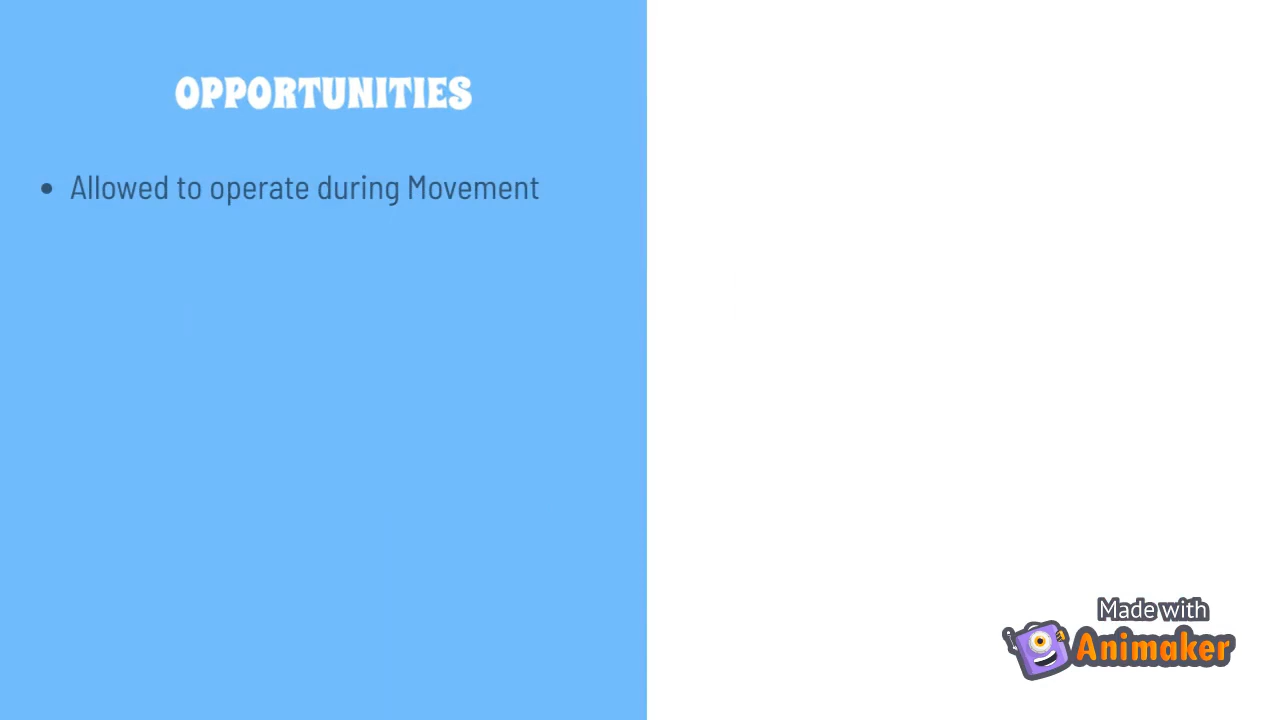 OPPORTUNITIES
• Allowed to operate during Movement
Made with
Animaker